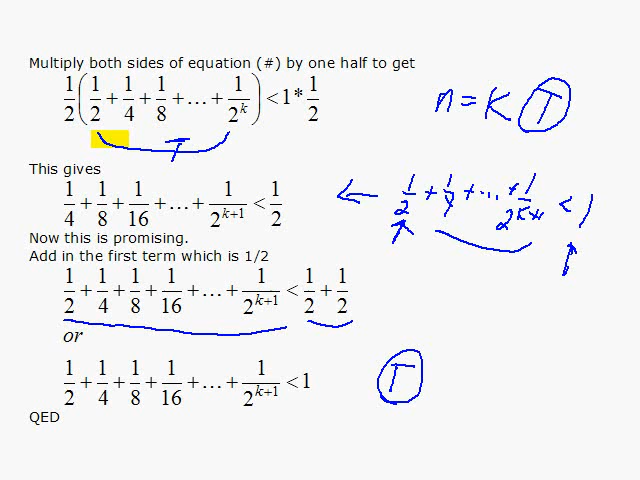 Multiply both sides of equation (#) by one half to get
1/2(1/2+1/4+1/8+...+1/2^k)<1*1/2
n=K T
T
This gives
1/4+1/8+1/16+...+1/2^{k+1}<1/2
← 1/2+1/4+...+1/2^{K+1}<1
Now this is promising.
Add in the first term which is 1/2
1/2+1/4+1/8+1/16+...+1/2^{k+1}<1/2+1/2
or
1/2+1/4+1/8+1/16+...+1/2^{k+1}<1
T
QED